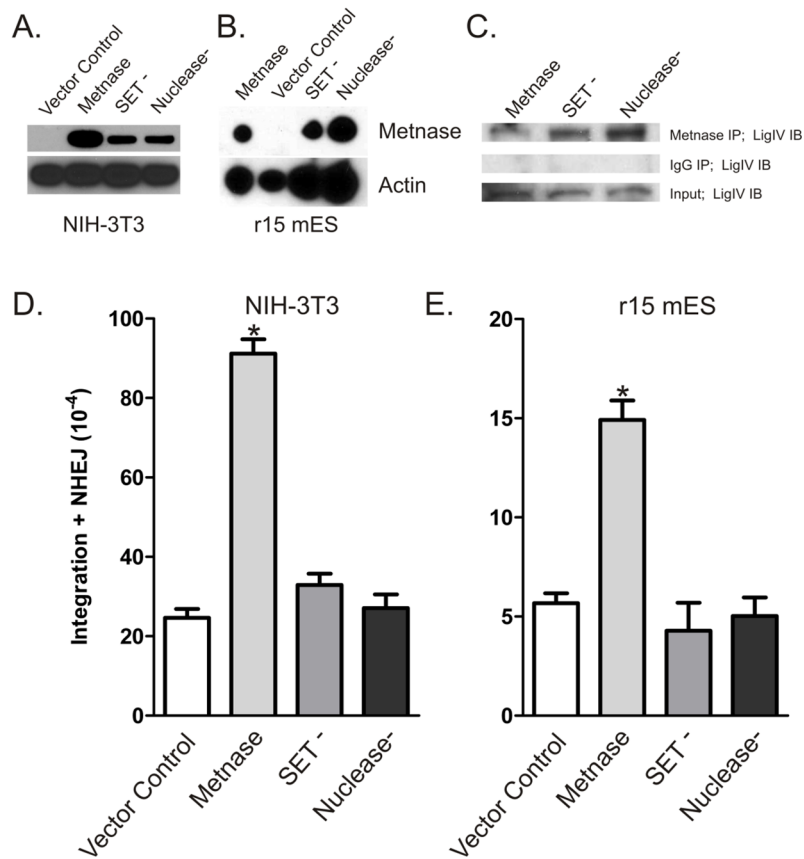 A.
Vector Control
Metnase
SET -
Nuclease-
NIH-3T3
B.
Metnase
Vector Control
SET -
Nuclease-
Metnase
Actin
r15 mES
C.
Metnase
SET -
Nuclease-
Metnase IP; LigIV IB
IgG IP; LigIV IB
Input; LigIV IB
D.
NIH-3T3
Integration + NHEJ (10-4)
100
80
60
40
20
0
*
Vector Control
Metnase
SET -
Nuclease-
E.
r15 mES
20
15
10
5
0
*
Vector Control
Metnase
SET -
Nuclease-